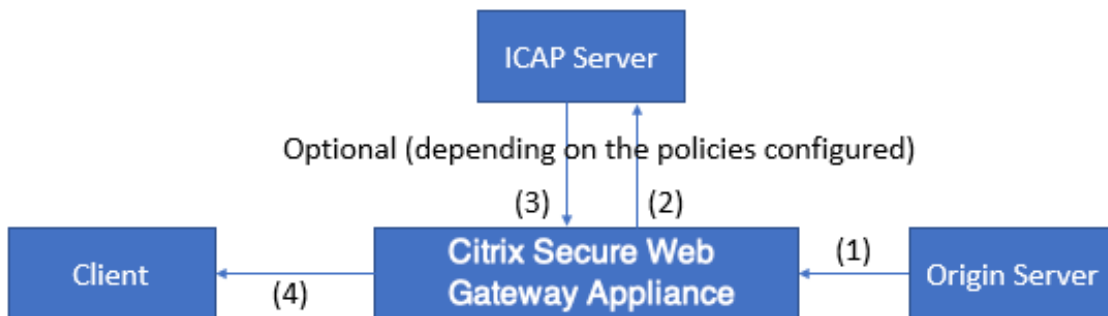 ICAP Server
Optional (depending on the policies configured)
(3)
(2)
Client
(4)
Citrix Secure Web
Gateway Appliance
(1)
Origin Server